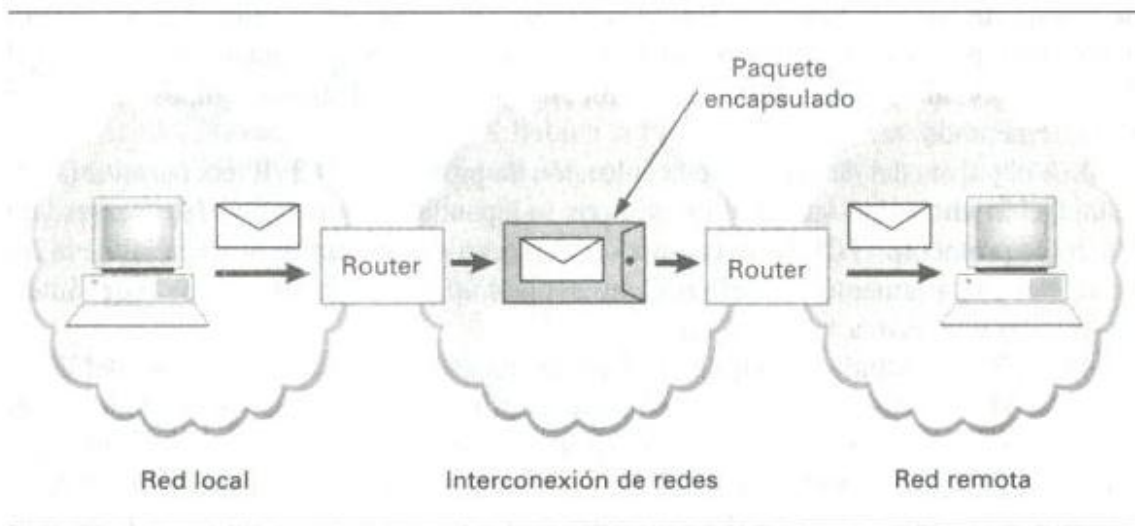 Paquete
encapsulado
Router
Router
Red local
Interconexión de redes
Red remota